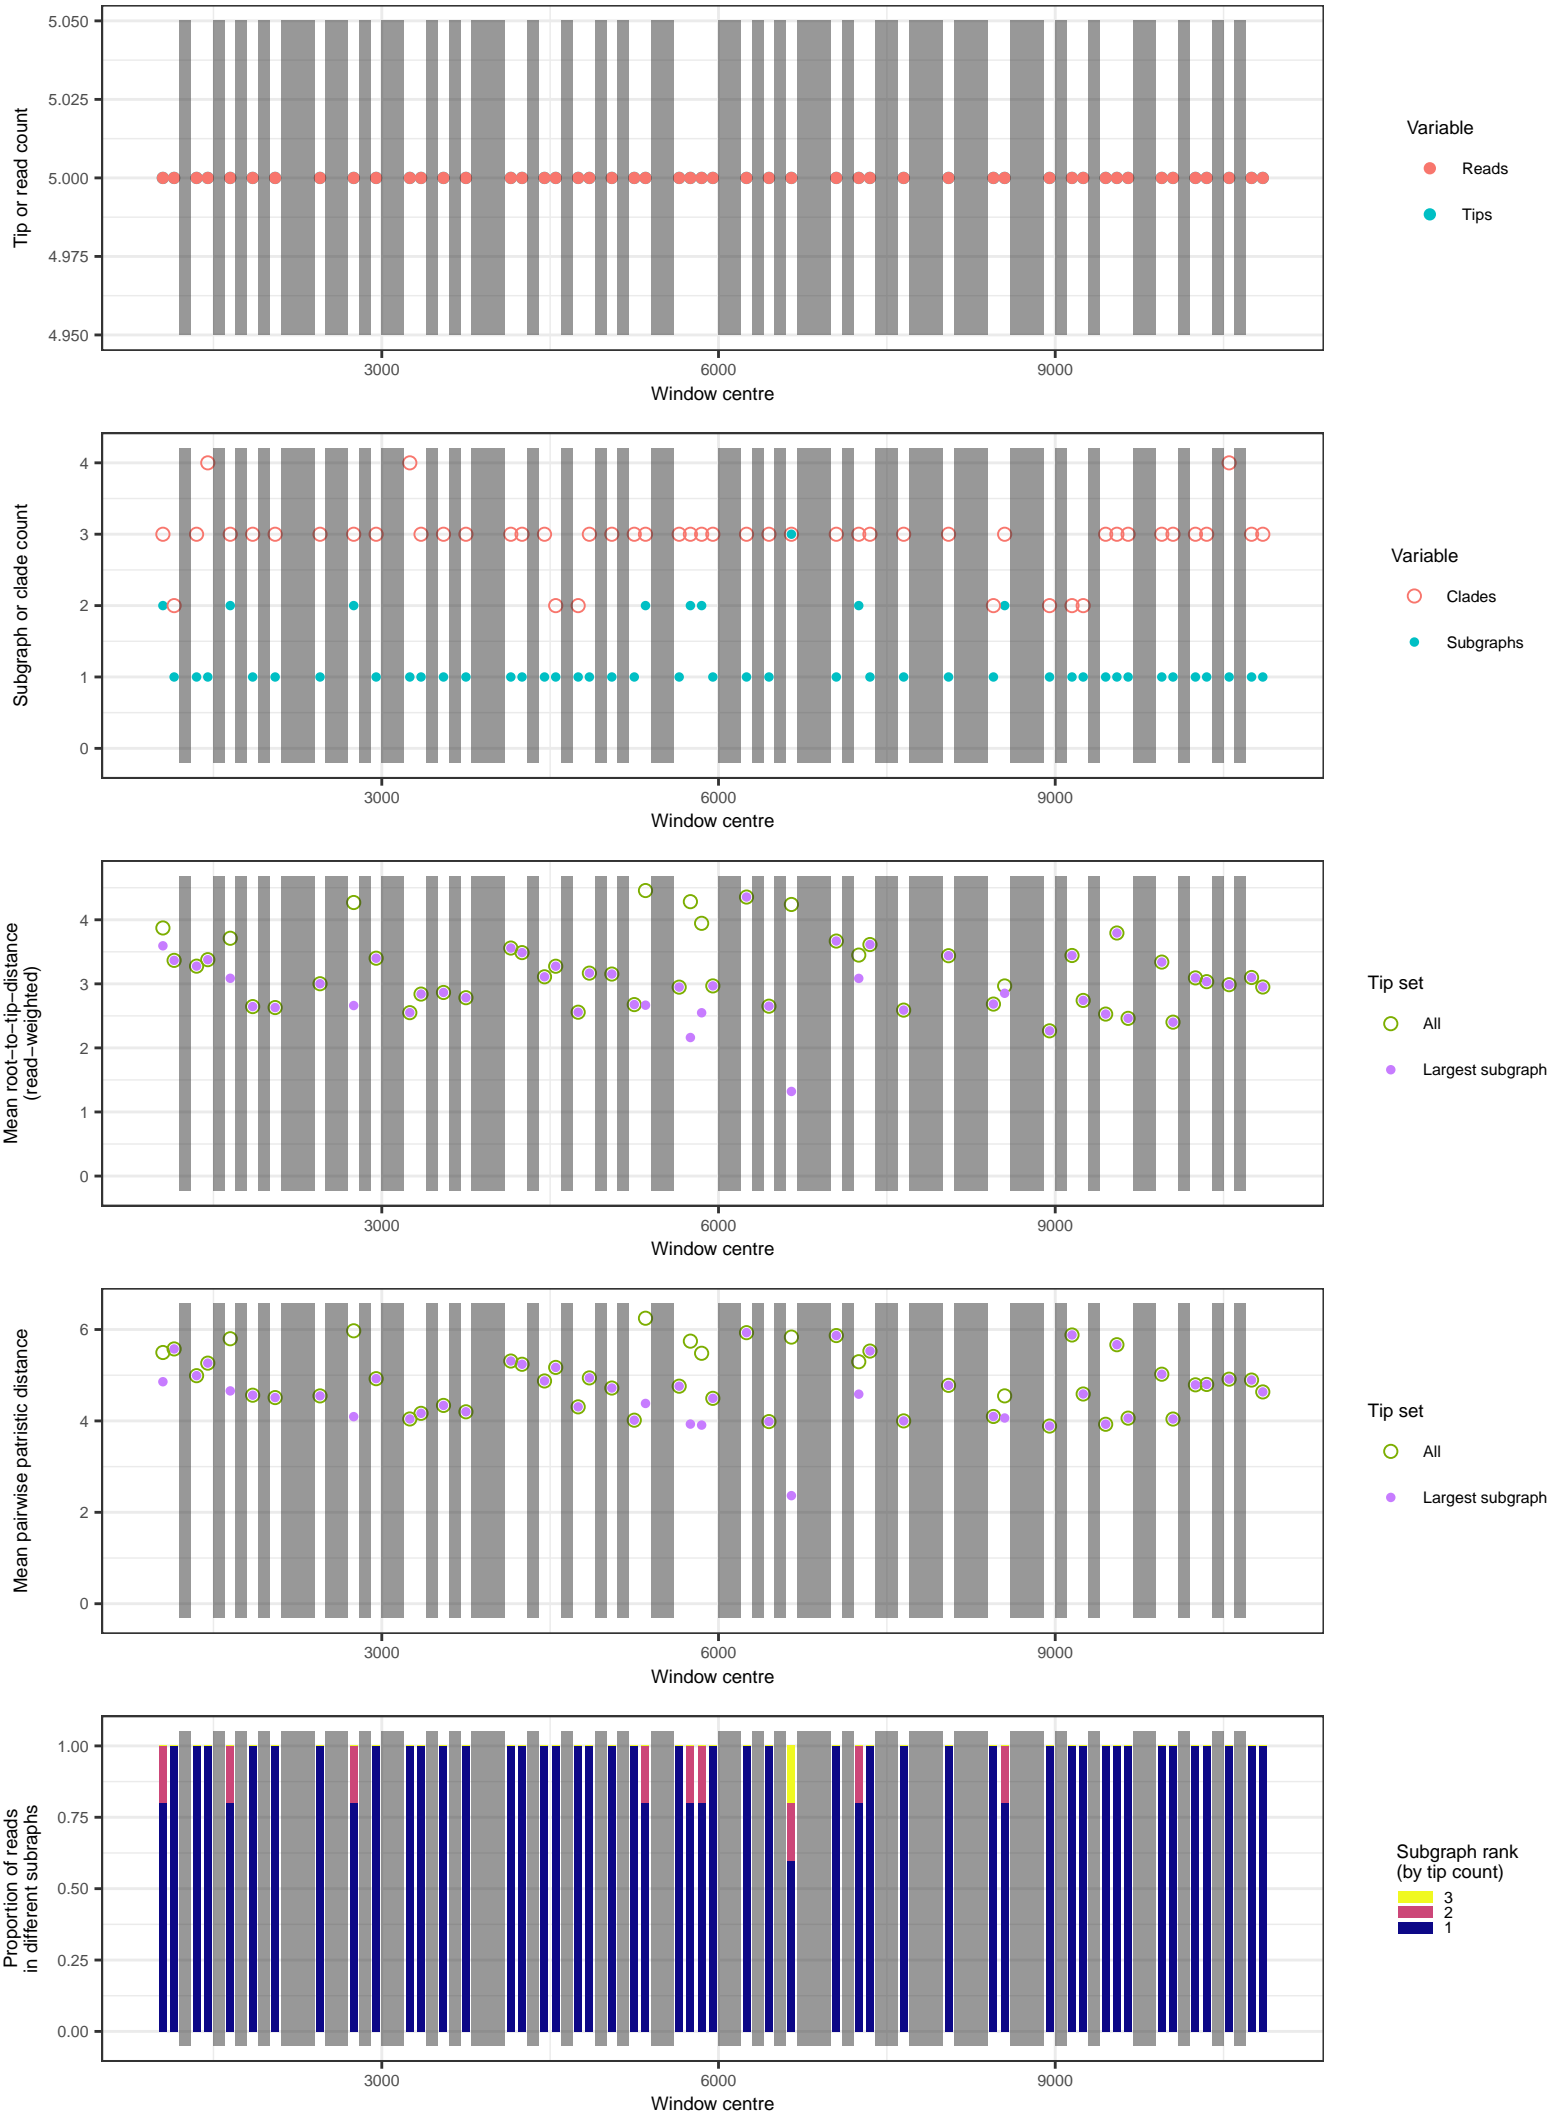 5.050
5.025
5.000
4.975
4.950
Tip or read count
3000
6000
9000
Window centre
Variable
Reads
Tips
4
3
2
1
0
Subgraph or clade count
3000
6000
9000
Window centre
Variable
Clades
Subgraphs
4
3
2
1
0
Mean root−to−tip−distance
(read−weighted)
3000
6000
9000
Window centre
Tip set
All
Largest subgraph
6
4
2
0
Mean pairwise patristic distance
3000
6000
9000
Window centre
Tip set
All
Largest subgraph
1.00
0.75
0.50
0.25
0.00
Proportion of reads
in different subraphs
3000
6000
9000
Window centre
Subgraph rank
(by tip count)
3
2
1